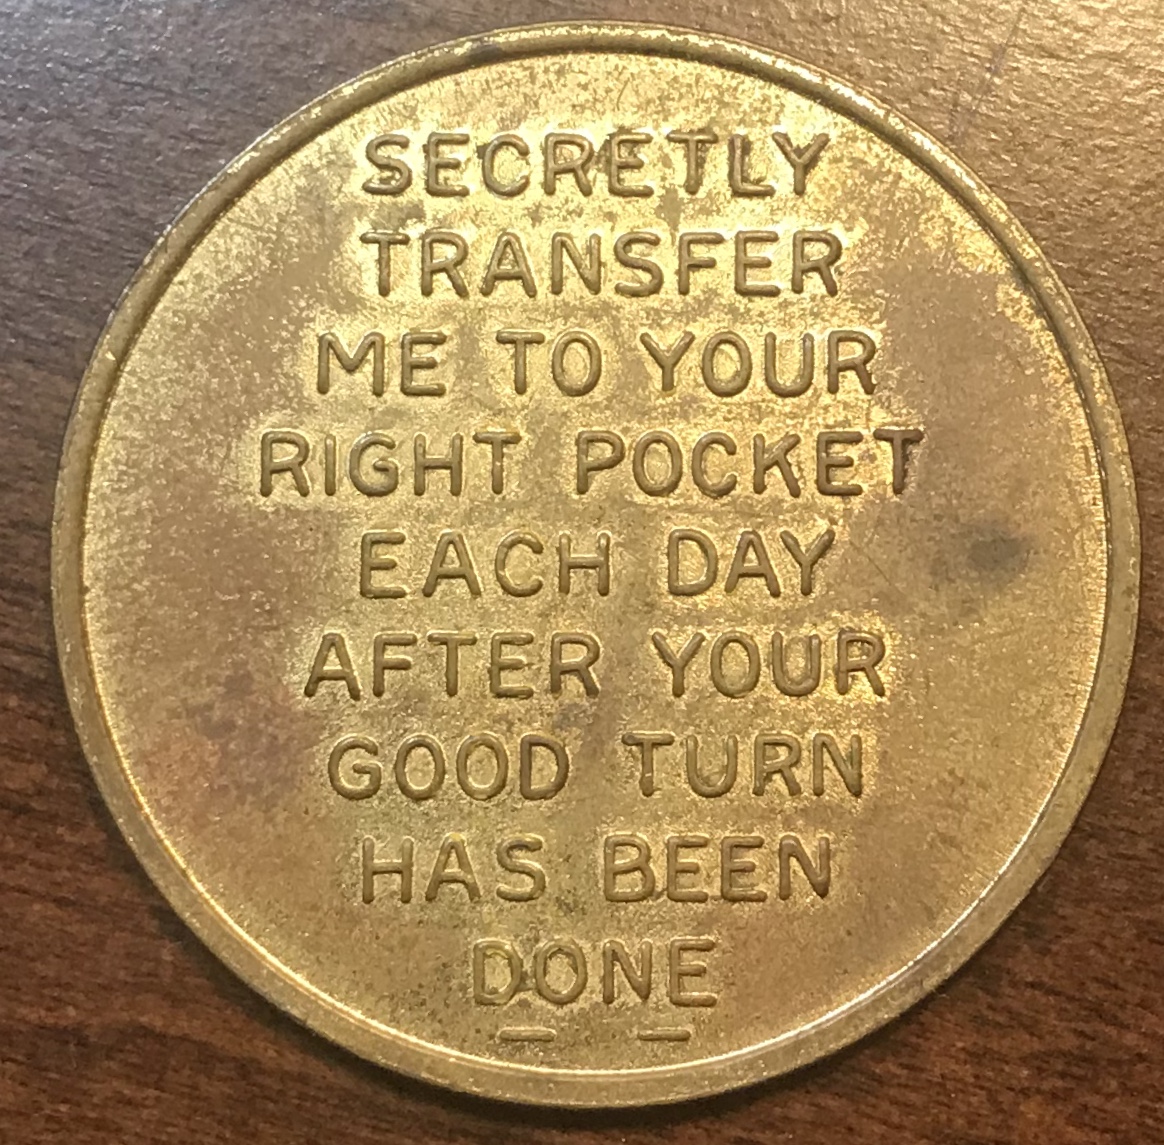 SECRETLY
TRANSFER
ME TO YOUR
RIGHT POCKET
EACH DAY
AFTER YOUR
GOOD TURN
HAS BEEN
DONE